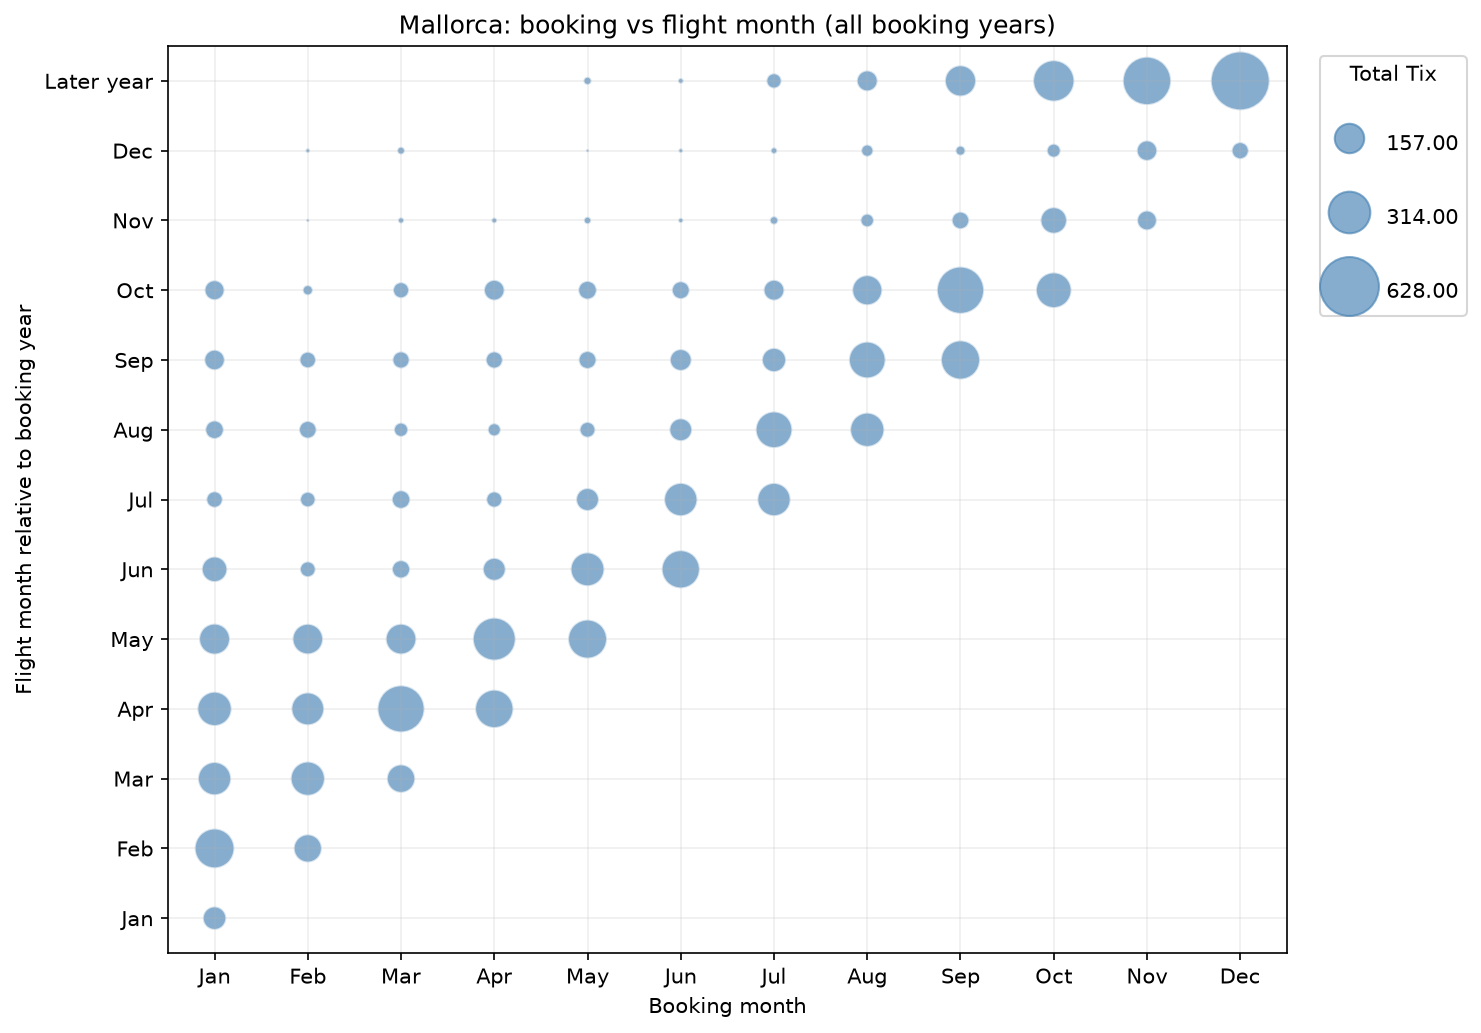 Mallorca: booking vs flight month (all booking years)
Total Tix
157.00
314.00
628.00
Flight month relative to booking year
Later year
Dec
Nov
Oct
Sep
Aug
Jul
Jun
May
Apr
Mar
Feb
Jan
Jan Feb Mar Apr May Jun Jul Aug Sep Oct Nov Dec
Booking month